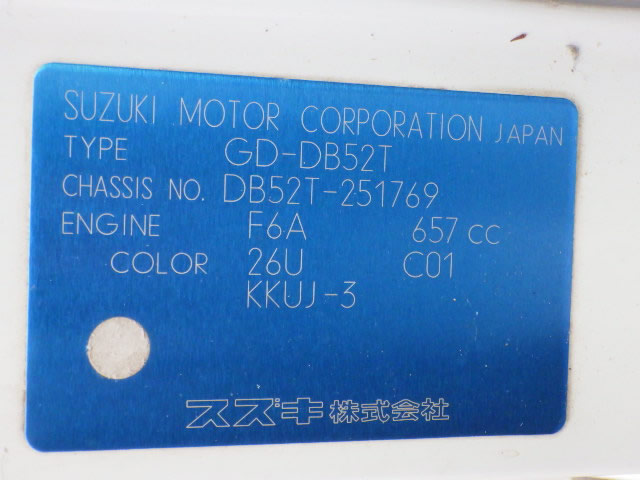 SUZUKI MOTOR CORPORATION JAPAN
TYPE GD-DB52T
CHASSIS NO. DB52T-251769
ENGINE F6A 657 cc
COLOR 26U C01
KKUJ-3
スズキ株式会社